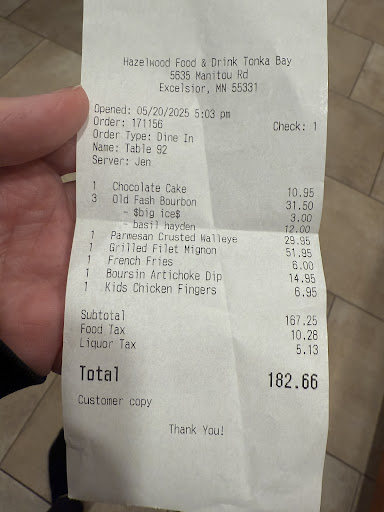 Hazelwood Food & Drink Tonka Bay
5635 Manitou Rd
Excelsior, MN 55331
Opened: 05/20/2025 5:03 pm
Order: 171156 Check: 1
Order Type: Dine In
Name: Table 92
Server: Jen
1 Chocolate Cake 10.95
3 Old Fash Bourbon 31.50
- $big ice$ 3.00
- basil hayden 12.00
1 Parmesan Crusted Walleye 29.95
1 Grilled Filet Mignon 51.95
1 French Fries 6.00
1 Boursin Artichoke Dip 14.95
1 Kids Chicken Fingers 6.95
Subtotal 167.25
Food Tax 10.28
Liquor Tax 5.13
Total 182.66
Customer copy
Thank You!